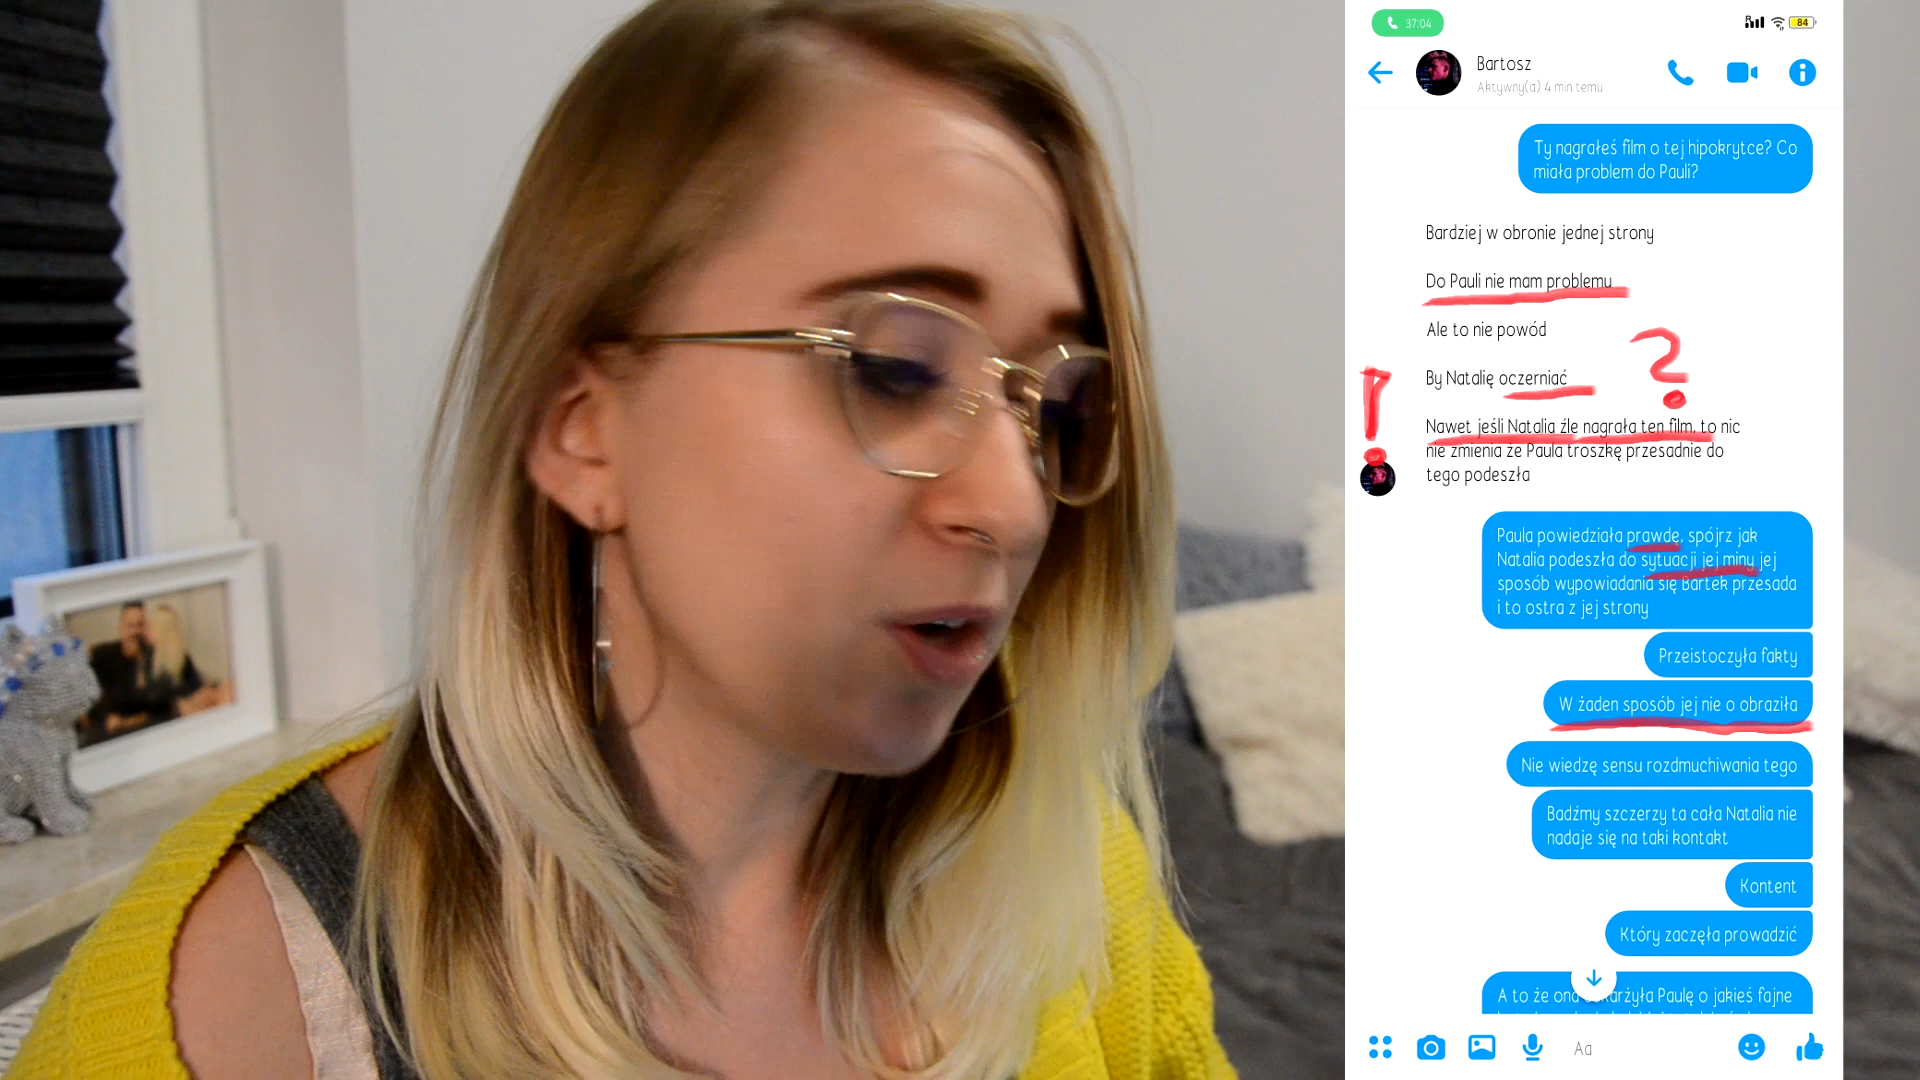 37:04
84
Bartosz
Aktywny(a) 4 min temu
Ty nagrałeś film o tej hipokrytce? Co
miała problem do Pauli?
Bardziej w obronie jednej strony
Do Pauli nie mam problemu
Ale to nie powód
?
By Natalię oczerniać
!
Nawet jeśli Natalia źle nagrała ten film, to nic
nie zmienia że Paula troszkę przesadnie do
tego podeszła
Paula powiedziała prawdę, spójrz jak
Natalia podeszła do sytuacji jej miny jej
sposób wypowiadania się Bartek przesada
i to ostra z jej strony
Przeistoczyła fakty
W żaden sposób jej nie o obraziła
Nie wiedzę sensu rozdmuchiwania tego
Badźmy szczerzy ta cała Natalia nie
nadaje się na taki kontakt
Kontent
Który zaczęła prowadzić
A to że ona Paulę o jakieś fajne
Aa